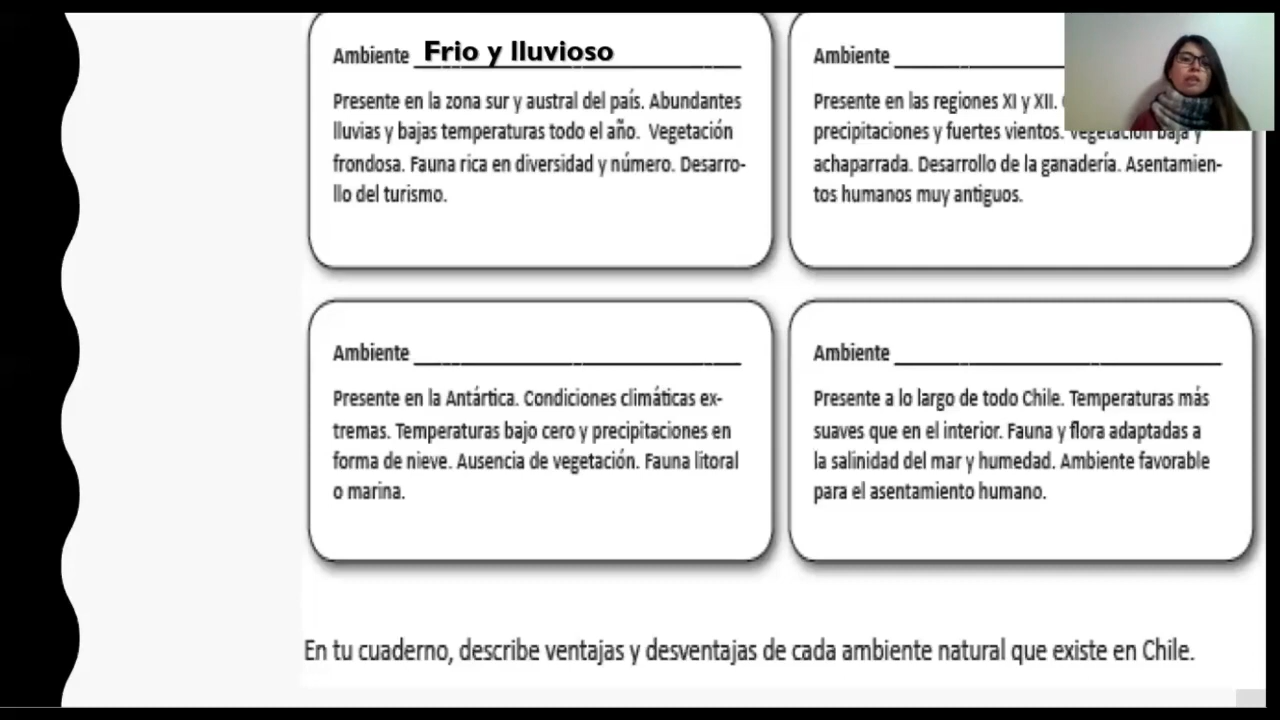 Ambiente Frio y lluvioso
Presente en la zona sur y austral del país. Abundantes
lluvias y bajas temperaturas todo el año. Vegetación
frondosa. Fauna rica en diversidad y número. Desarro-
llo del turismo.
Ambiente
Presente en las regiones XI y XII.
precipitaciones y fuertes vientos. Vegetación baja y
achaparrada. Desarrollo de la ganadería. Asentamien-
tos humanos muy antiguos.
Ambiente
Presente en la Antártica. Condiciones climáticas ex-
tremas. Temperaturas bajo cero y precipitaciones en
forma de nieve. Ausencia de vegetación. Fauna litoral
o marina.
Ambiente
Presente a lo largo de todo Chile. Temperaturas más
suaves que en el interior. Fauna y flora adaptadas a
la salinidad del mar y humedad. Ambiente favorable
para el asentamiento humano.
En tu cuaderno, describe ventajas y desventajas de cada ambiente natural que existe en Chile.